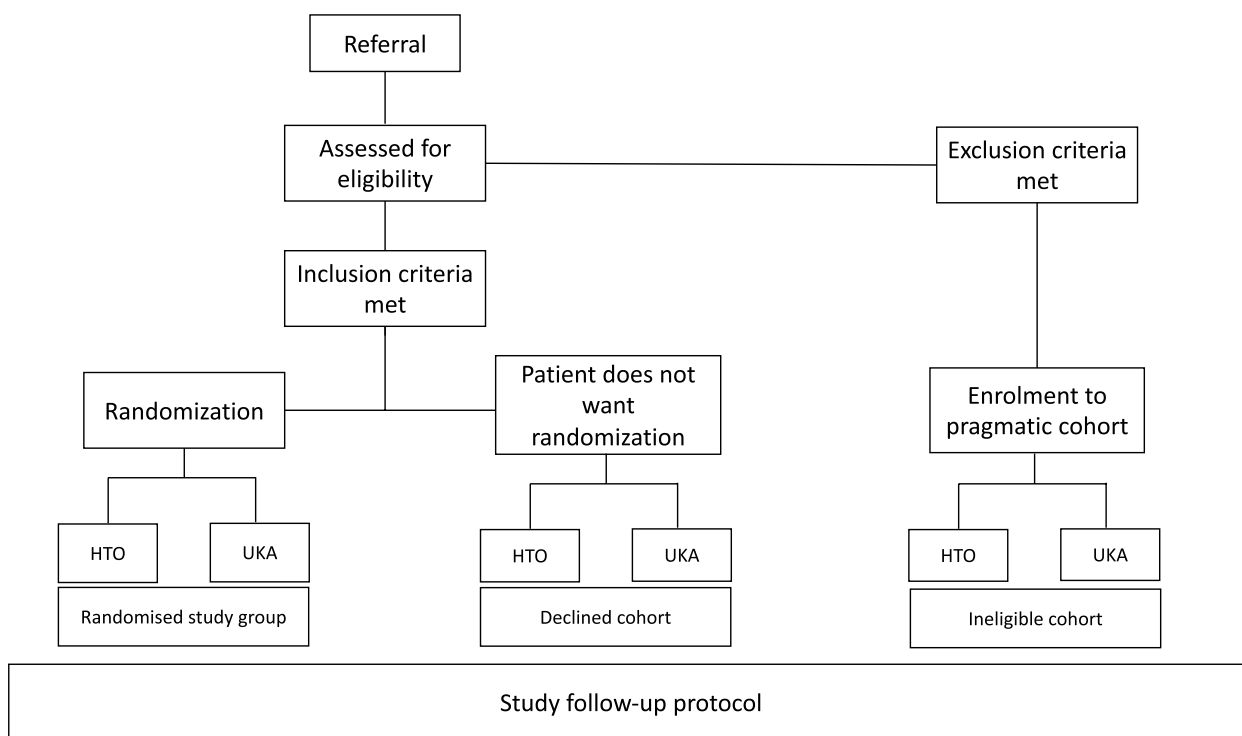 Referral
Assessed for
eligibility
Exclusion criteria
met
Inclusion criteria
met
Randomization
Patient does not
want
randomization
Enrolment to
pragmatic cohort
HTO
UKA
HTO
UKA
HTO
UKA
Randomised study group
Declined cohort
Ineligible cohort
Study follow-up protocol